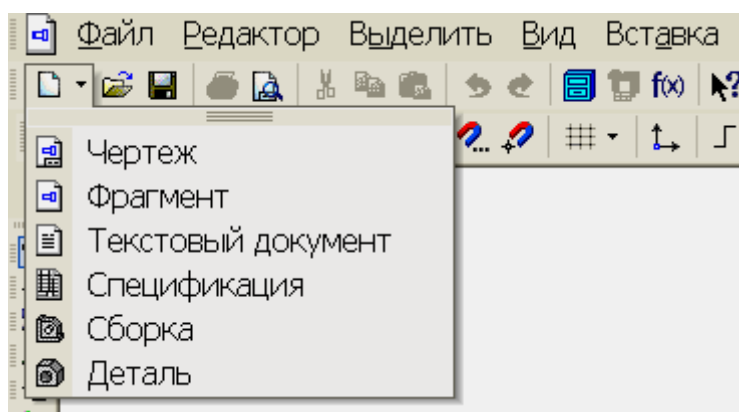 Файл Редактор Выделить Вид Вставка
f(x) ?
Чертеж
Фрагмент
Текстовый документ
Спецификация
Сборка
Деталь